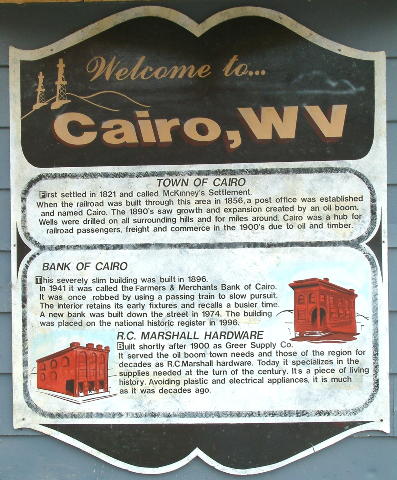 Welcome to...
Cairo, WV
TOWN OF CAIRO
First settled in 1821 and called McKinney's Settlement.
When the railroad was built through this area in 1856, a post office was established
and named Cairo. The 1890's saw growth and expansion created by an oil boom.
Wells were drilled on all surrounding hills and for miles around. Cairo was a hub for
railroad passengers, freight and commerce in the 1900's due to oil and timber.
BANK OF CAIRO
This severely slim building was built in 1896.
In 1941 it was called the Farmers & Merchants Bank of Cairo.
It was once robbed by using a passing train to slow pursuit.
The interior retains its early fixtures and recalls a busier time.
A new bank was built down the street in 1974. The building
was placed on the national historic register in 1996.
R.C. MARSHALL HARDWARE
Built shortly after 1900 as Greer Supply Co.
It served the oil boom town needs and those of the region for
decades as R.C.Marshall hardware. Today it specializes in the
supplies needed at the turn of the century. It's a piece of living
history. Avoiding plastic and electrical appliances, it is much
as it was decades ago.